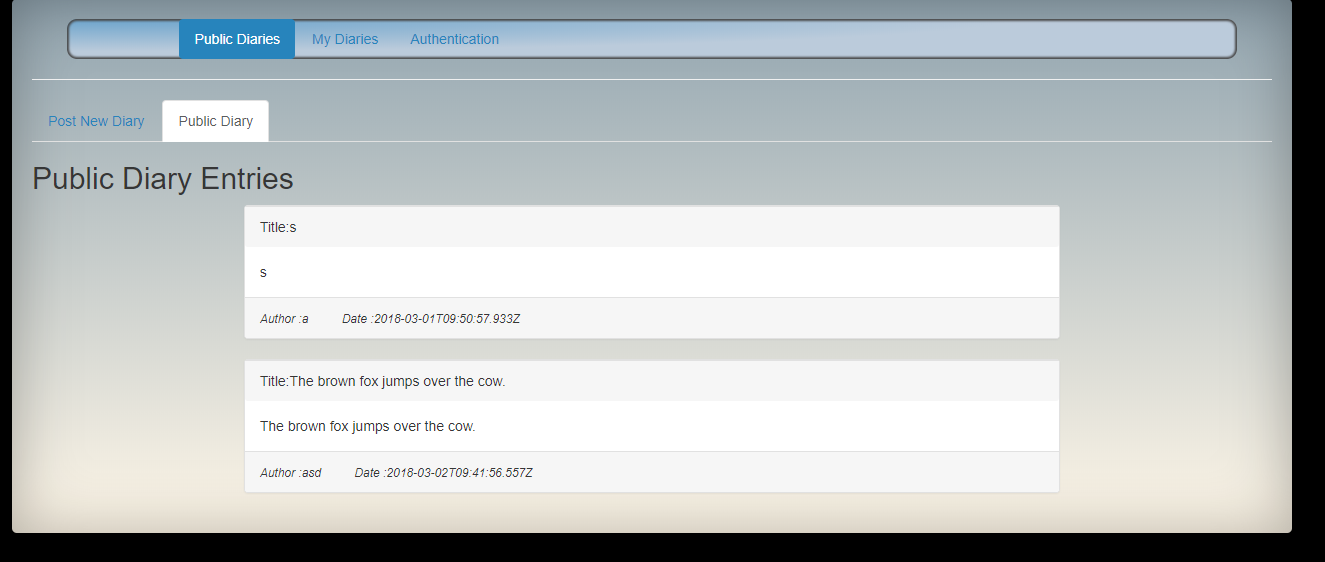 Public Diaries My Diaries Authentication
Post New Diary Public Diary
Public Diary Entries
Title:s
s
Author :a Date :2018-03-01T09:50:57.933Z
Title:The brown fox jumps over the cow.
The brown fox jumps over the cow.
Author :asd Date :2018-03-02T09:41:56.557Z